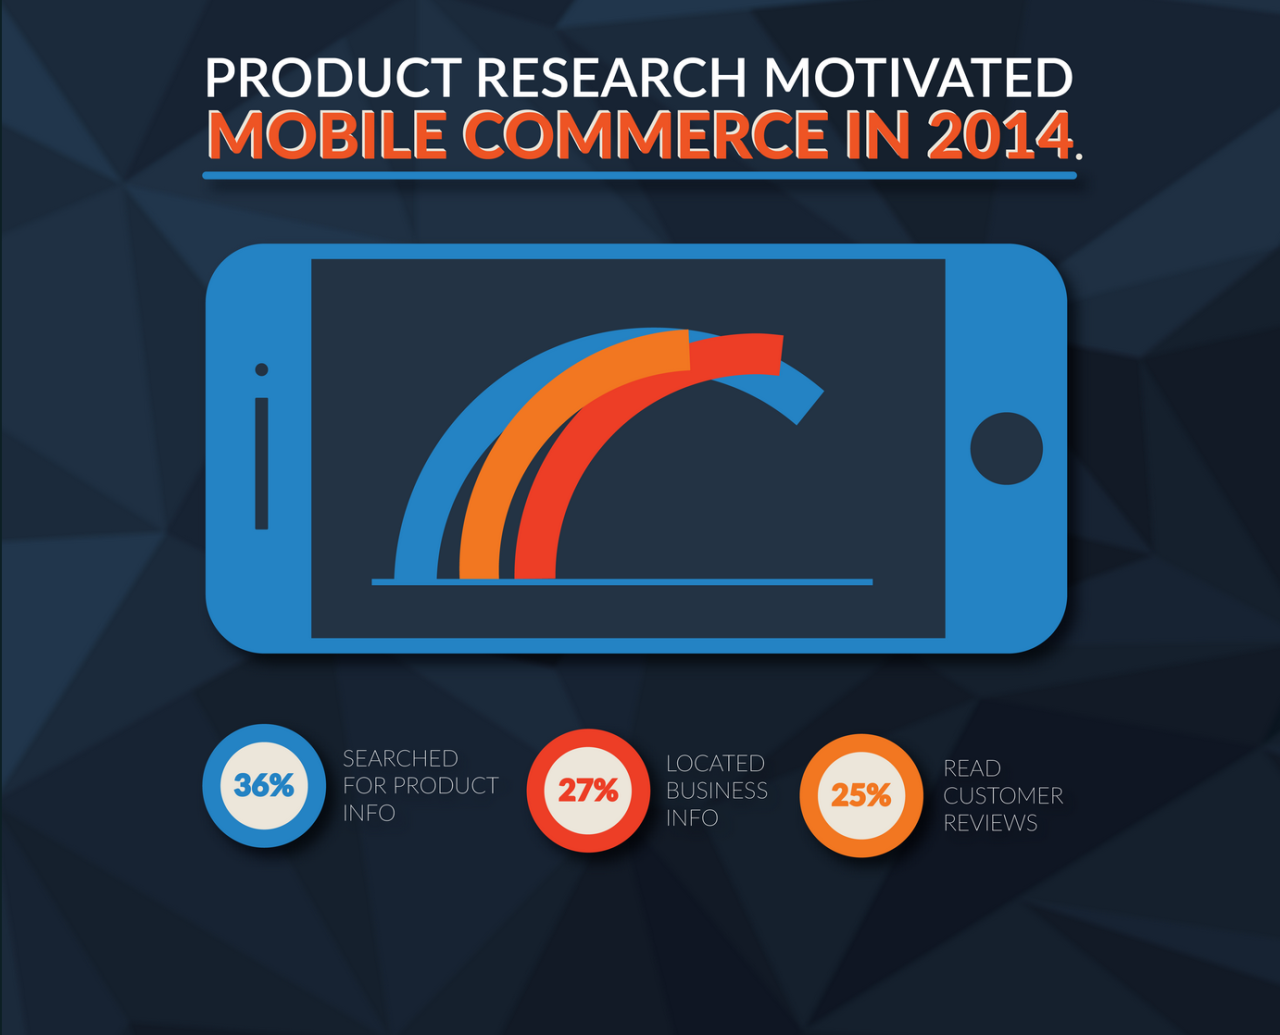 PRODUCT RESEARCH MOTIVATED
MOBILE COMMERCE IN 2014.
36%
SEARCHED
FOR PRODUCT
INFO
27%
LOCATED
BUSINESS
INFO
25%
READ
CUSTOMER
REVIEWS